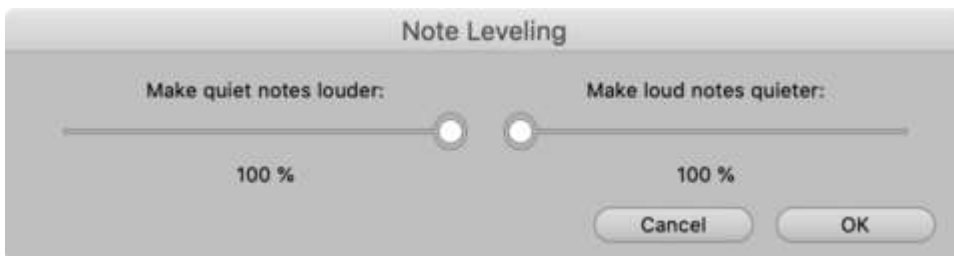 Note Leveling
Make quiet notes louder:
Make loud notes quieter:
100 %
100 %
Cancel
OK